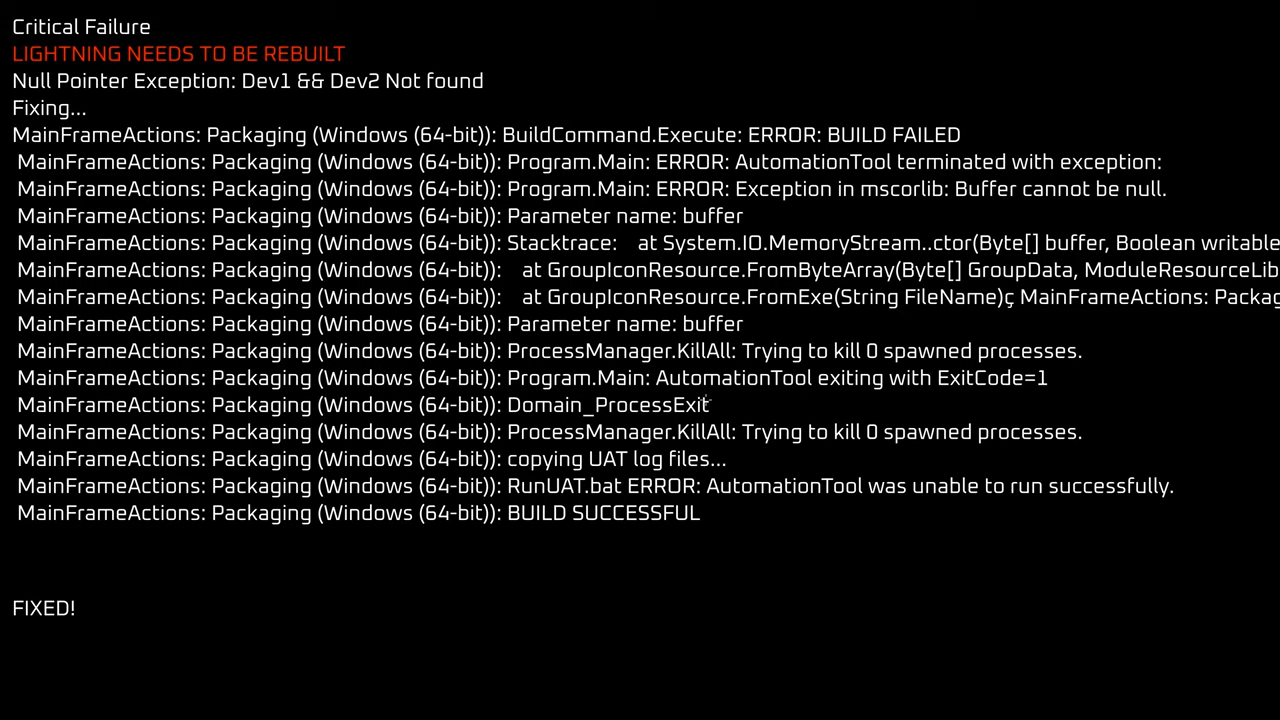 Critical Failure
LIGHTNING NEEDS TO BE REBUILT
Null Pointer Exception: Dev1 && Dev2 Not found
Fixing...
MainFrameActions: Packaging (Windows (64-bit)): BuildCommand.Execute: ERROR: BUILD FAILED
MainFrameActions: Packaging (Windows (64-bit)): Program.Main: ERROR: AutomationTool terminated with exception:
MainFrameActions: Packaging (Windows (64-bit)): Program.Main: ERROR: Exception in mscorlib: Buffer cannot be null.
MainFrameActions: Packaging (Windows (64-bit)): Parameter name: buffer
MainFrameActions: Packaging (Windows (64-bit)): Stacktrace:    at System.IO.MemoryStream..ctor(Byte[] buffer, Boolean writable
MainFrameActions: Packaging (Windows (64-bit)):    at GroupIconResource.FromByteArray(Byte[] GroupData, ModuleResourceLib
MainFrameActions: Packaging (Windows (64-bit)):    at GroupIconResource.FromExe(String FileName)ç MainFrameActions: Packag
MainFrameActions: Packaging (Windows (64-bit)): Parameter name: buffer
MainFrameActions: Packaging (Windows (64-bit)): ProcessManager.KillAll: Trying to kill 0 spawned processes.
MainFrameActions: Packaging (Windows (64-bit)): Program.Main: AutomationTool exiting with ExitCode=1
MainFrameActions: Packaging (Windows (64-bit)): Domain_ProcessExit
MainFrameActions: Packaging (Windows (64-bit)): ProcessManager.KillAll: Trying to kill 0 spawned processes.
MainFrameActions: Packaging (Windows (64-bit)): copying UAT log files...
MainFrameActions: Packaging (Windows (64-bit)): RunUAT.bat ERROR: AutomationTool was unable to run successfully.
MainFrameActions: Packaging (Windows (64-bit)): BUILD SUCCESSFUL
FIXED!